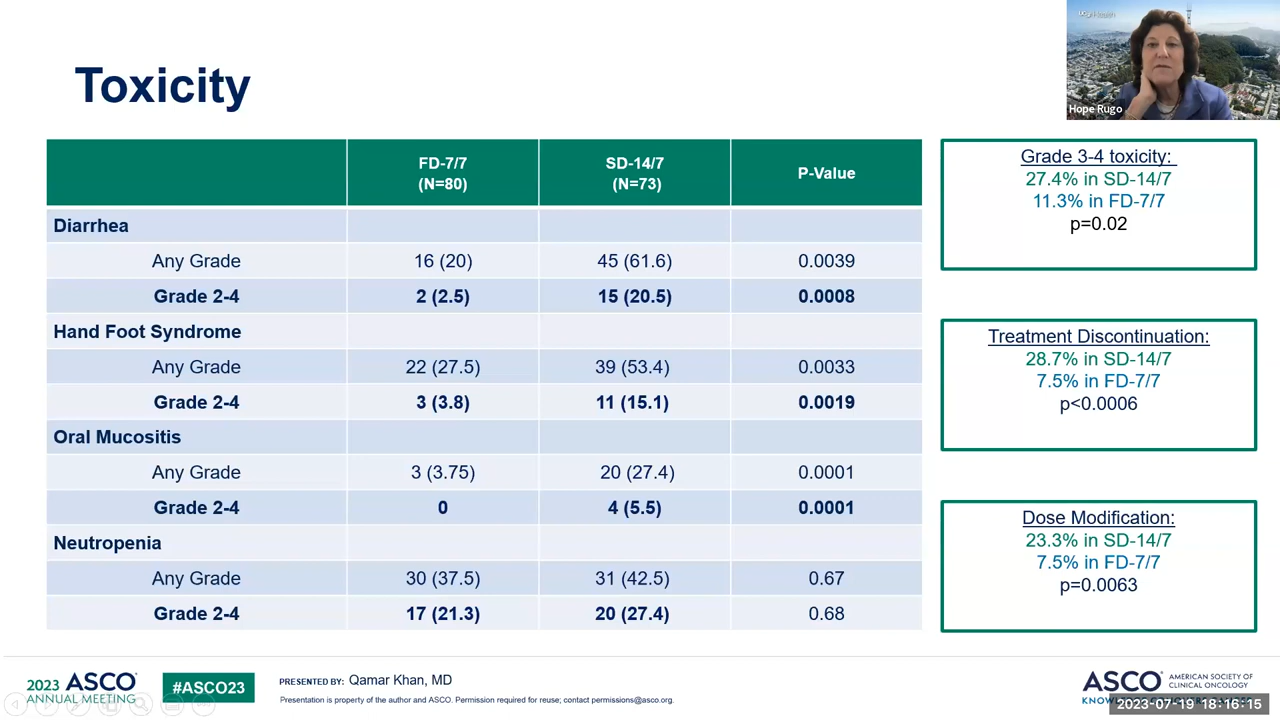 UCSF Health
Hope Rugo
Toxicity
FD-7/7 (N=80) SD-14/7 (N=73) P-Value
Diarrhea
Any Grade 16 (20) 45 (61.6) 0.0039
Grade 2-4 2 (2.5) 15 (20.5) 0.0008
Hand Foot Syndrome
Any Grade 22 (27.5) 39 (53.4) 0.0033
Grade 2-4 3 (3.8) 11 (15.1) 0.0019
Oral Mucositis
Any Grade 3 (3.75) 20 (27.4) 0.0001
Grade 2-4 0 4 (5.5) 0.0001
Neutropenia
Any Grade 30 (37.5) 31 (42.5) 0.67
Grade 2-4 17 (21.3) 20 (27.4) 0.68
Grade 3-4 toxicity:
27.4% in SD-14/7
11.3% in FD-7/7
p=0.02
Treatment Discontinuation:
28.7% in SD-14/7
7.5% in FD-7/7
p<0.0006
Dose Modification:
23.3% in SD-14/7
7.5% in FD-7/7
p=0.0063
2023 ASCO
ANNUAL MEETING
#ASCO23
PRESENTED BY: Qamar Khan, MD
Presentation is property of the author and ASCO. Permission required for reuse; contact permissions@asco.org.
ASCO AMERICAN SOCIETY OF
CLINICAL ONCOLOGY
2023-07-19 18:16:15